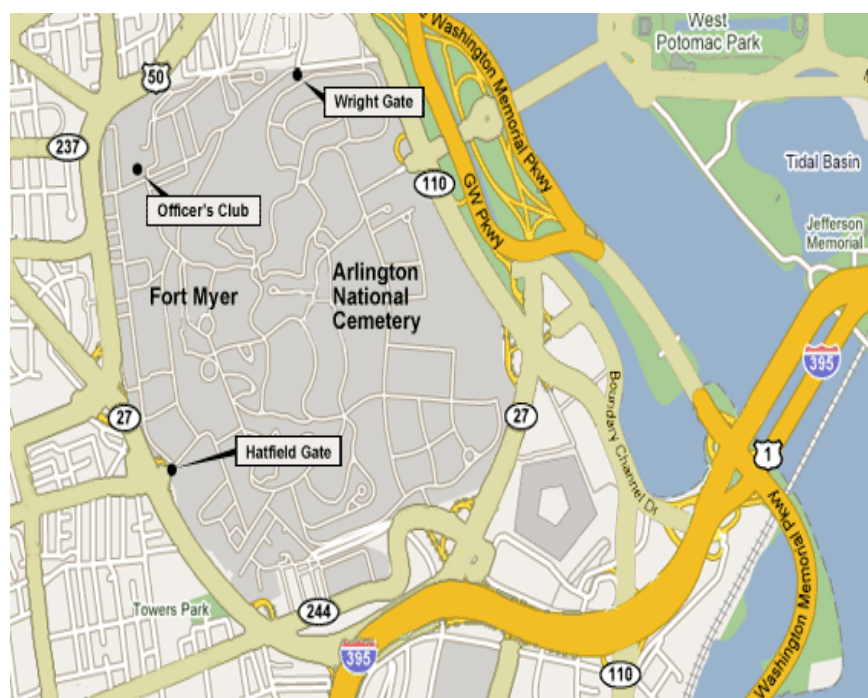 West
Potomac Park
Washington Memorial Pkwy
50
Wright Gate
237
Tidal Basin
110
Officer's Club
GW Pkwy
Jefferson
Memorial
Fort Myer
Arlington
National
Cemetery
395
Boundary Channel Dr
27
27
1
Hatfield Gate
Washington Memorial Pkwy
Towers Park
244
395
110